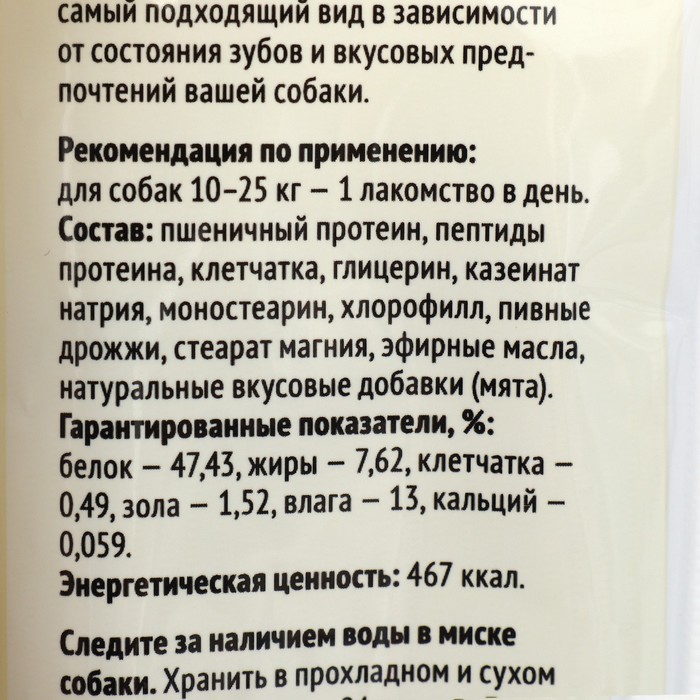 самый подходящий вид в зависимости
от состояния зубов и вкусовых пред-
почтений вашей собаки.
Рекомендация по применению:
для собак 10–25 кг — 1 лакомство в день.
Состав: пшеничный протеин, пептиды
протеина, клетчатка, глицерин, казеинат
натрия, моностеарин, хлорофилл, пивные
дрожжи, стеарат магния, эфирные масла,
натуральные вкусовые добавки (мята).
Гарантированные показатели, %:
белок — 47,43, жиры — 7,62, клетчатка —
0,49, зола — 1,52, влага — 13, кальций —
0,059.
Энергетическая ценность: 467 ккал.
Следите за наличием воды в миске
собаки. Хранить в прохладном и сухом